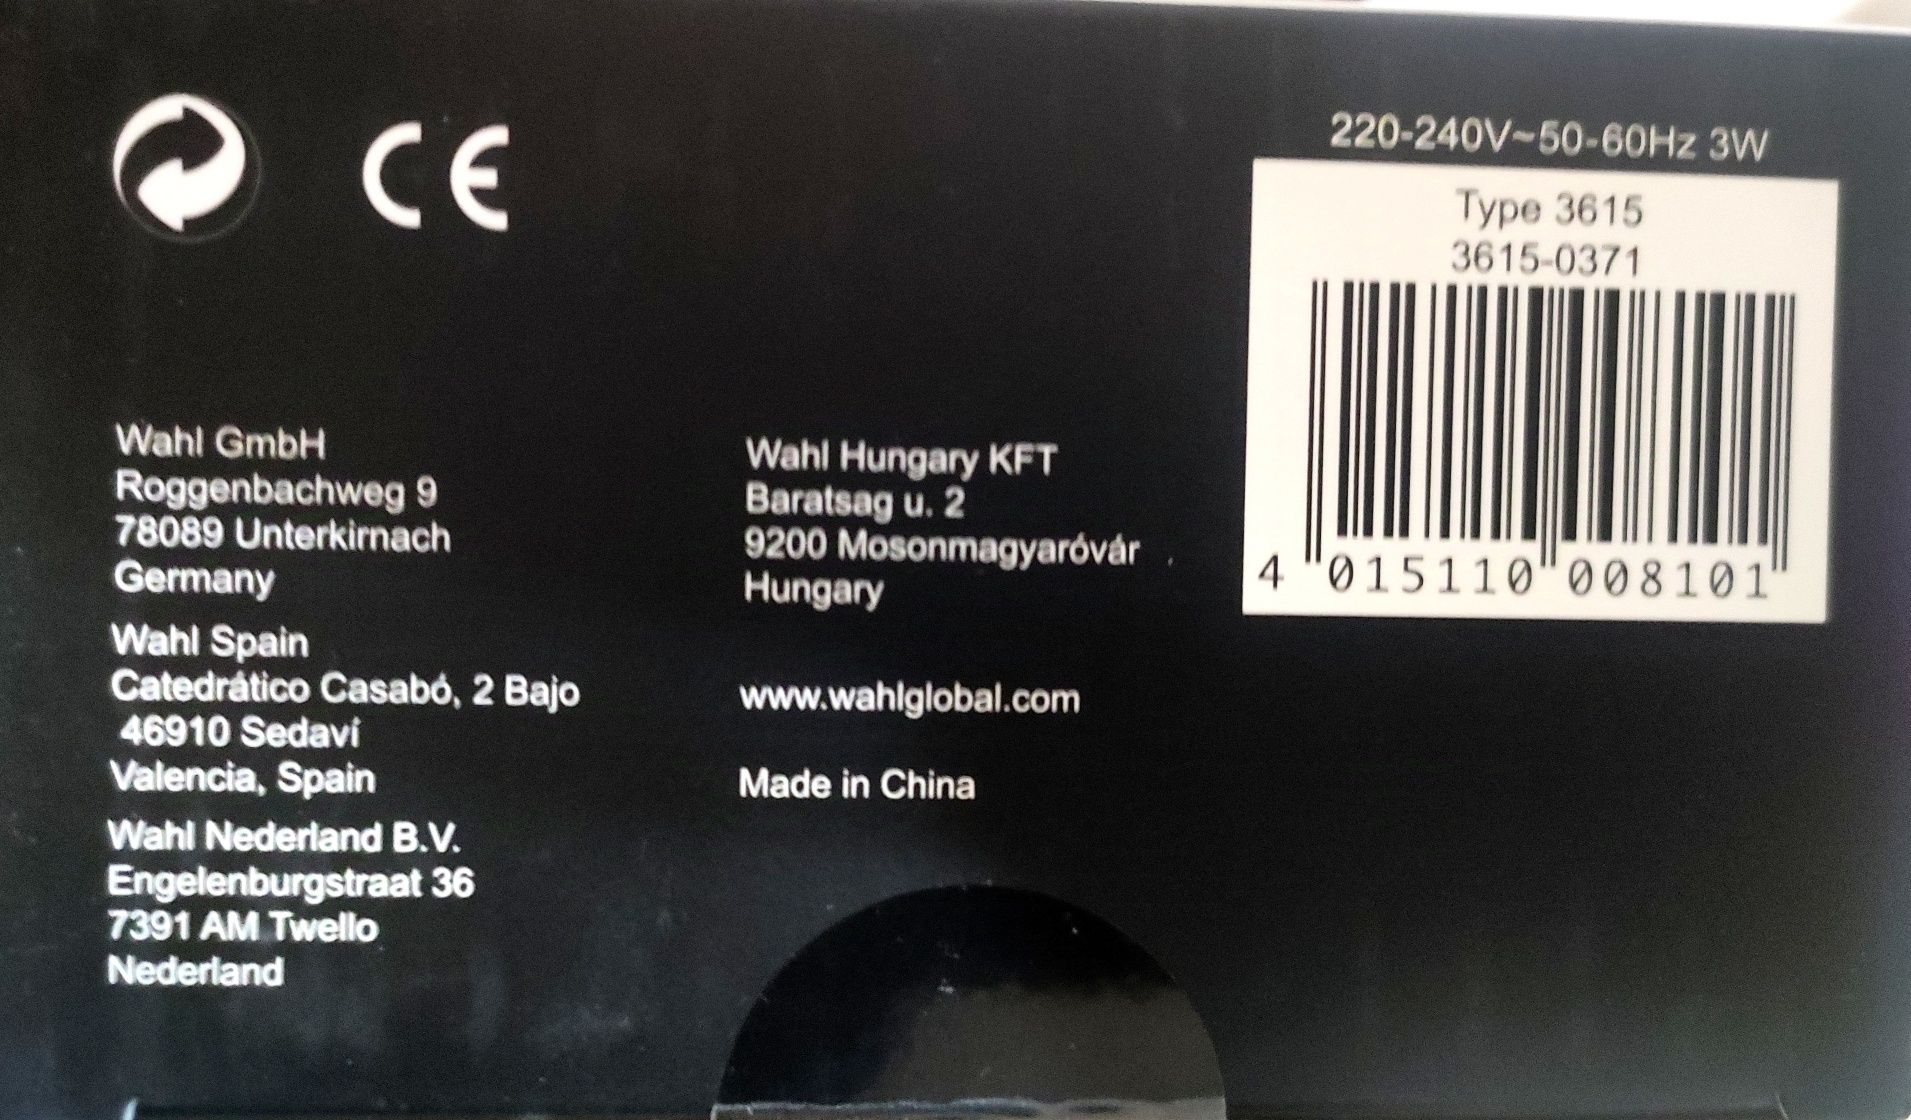 CE
220-240V~50-60Hz 3W
Type 3615
3615-0371
4 015110 008101
Wahl GmbH
Roggenbachweg 9
78089 Unterkirnach
Germany
Wahl Spain
Catedrático Casabó, 2 Bajo
46910 Sedaví
Valencia, Spain
Wahl Nederland B.V.
Engelenburgstraat 36
7391 AM Twello
Nederland
Wahl Hungary KFT
Baratsag u. 2
9200 Mosonmagyaróvár
Hungary
www.wahlglobal.com
Made in China